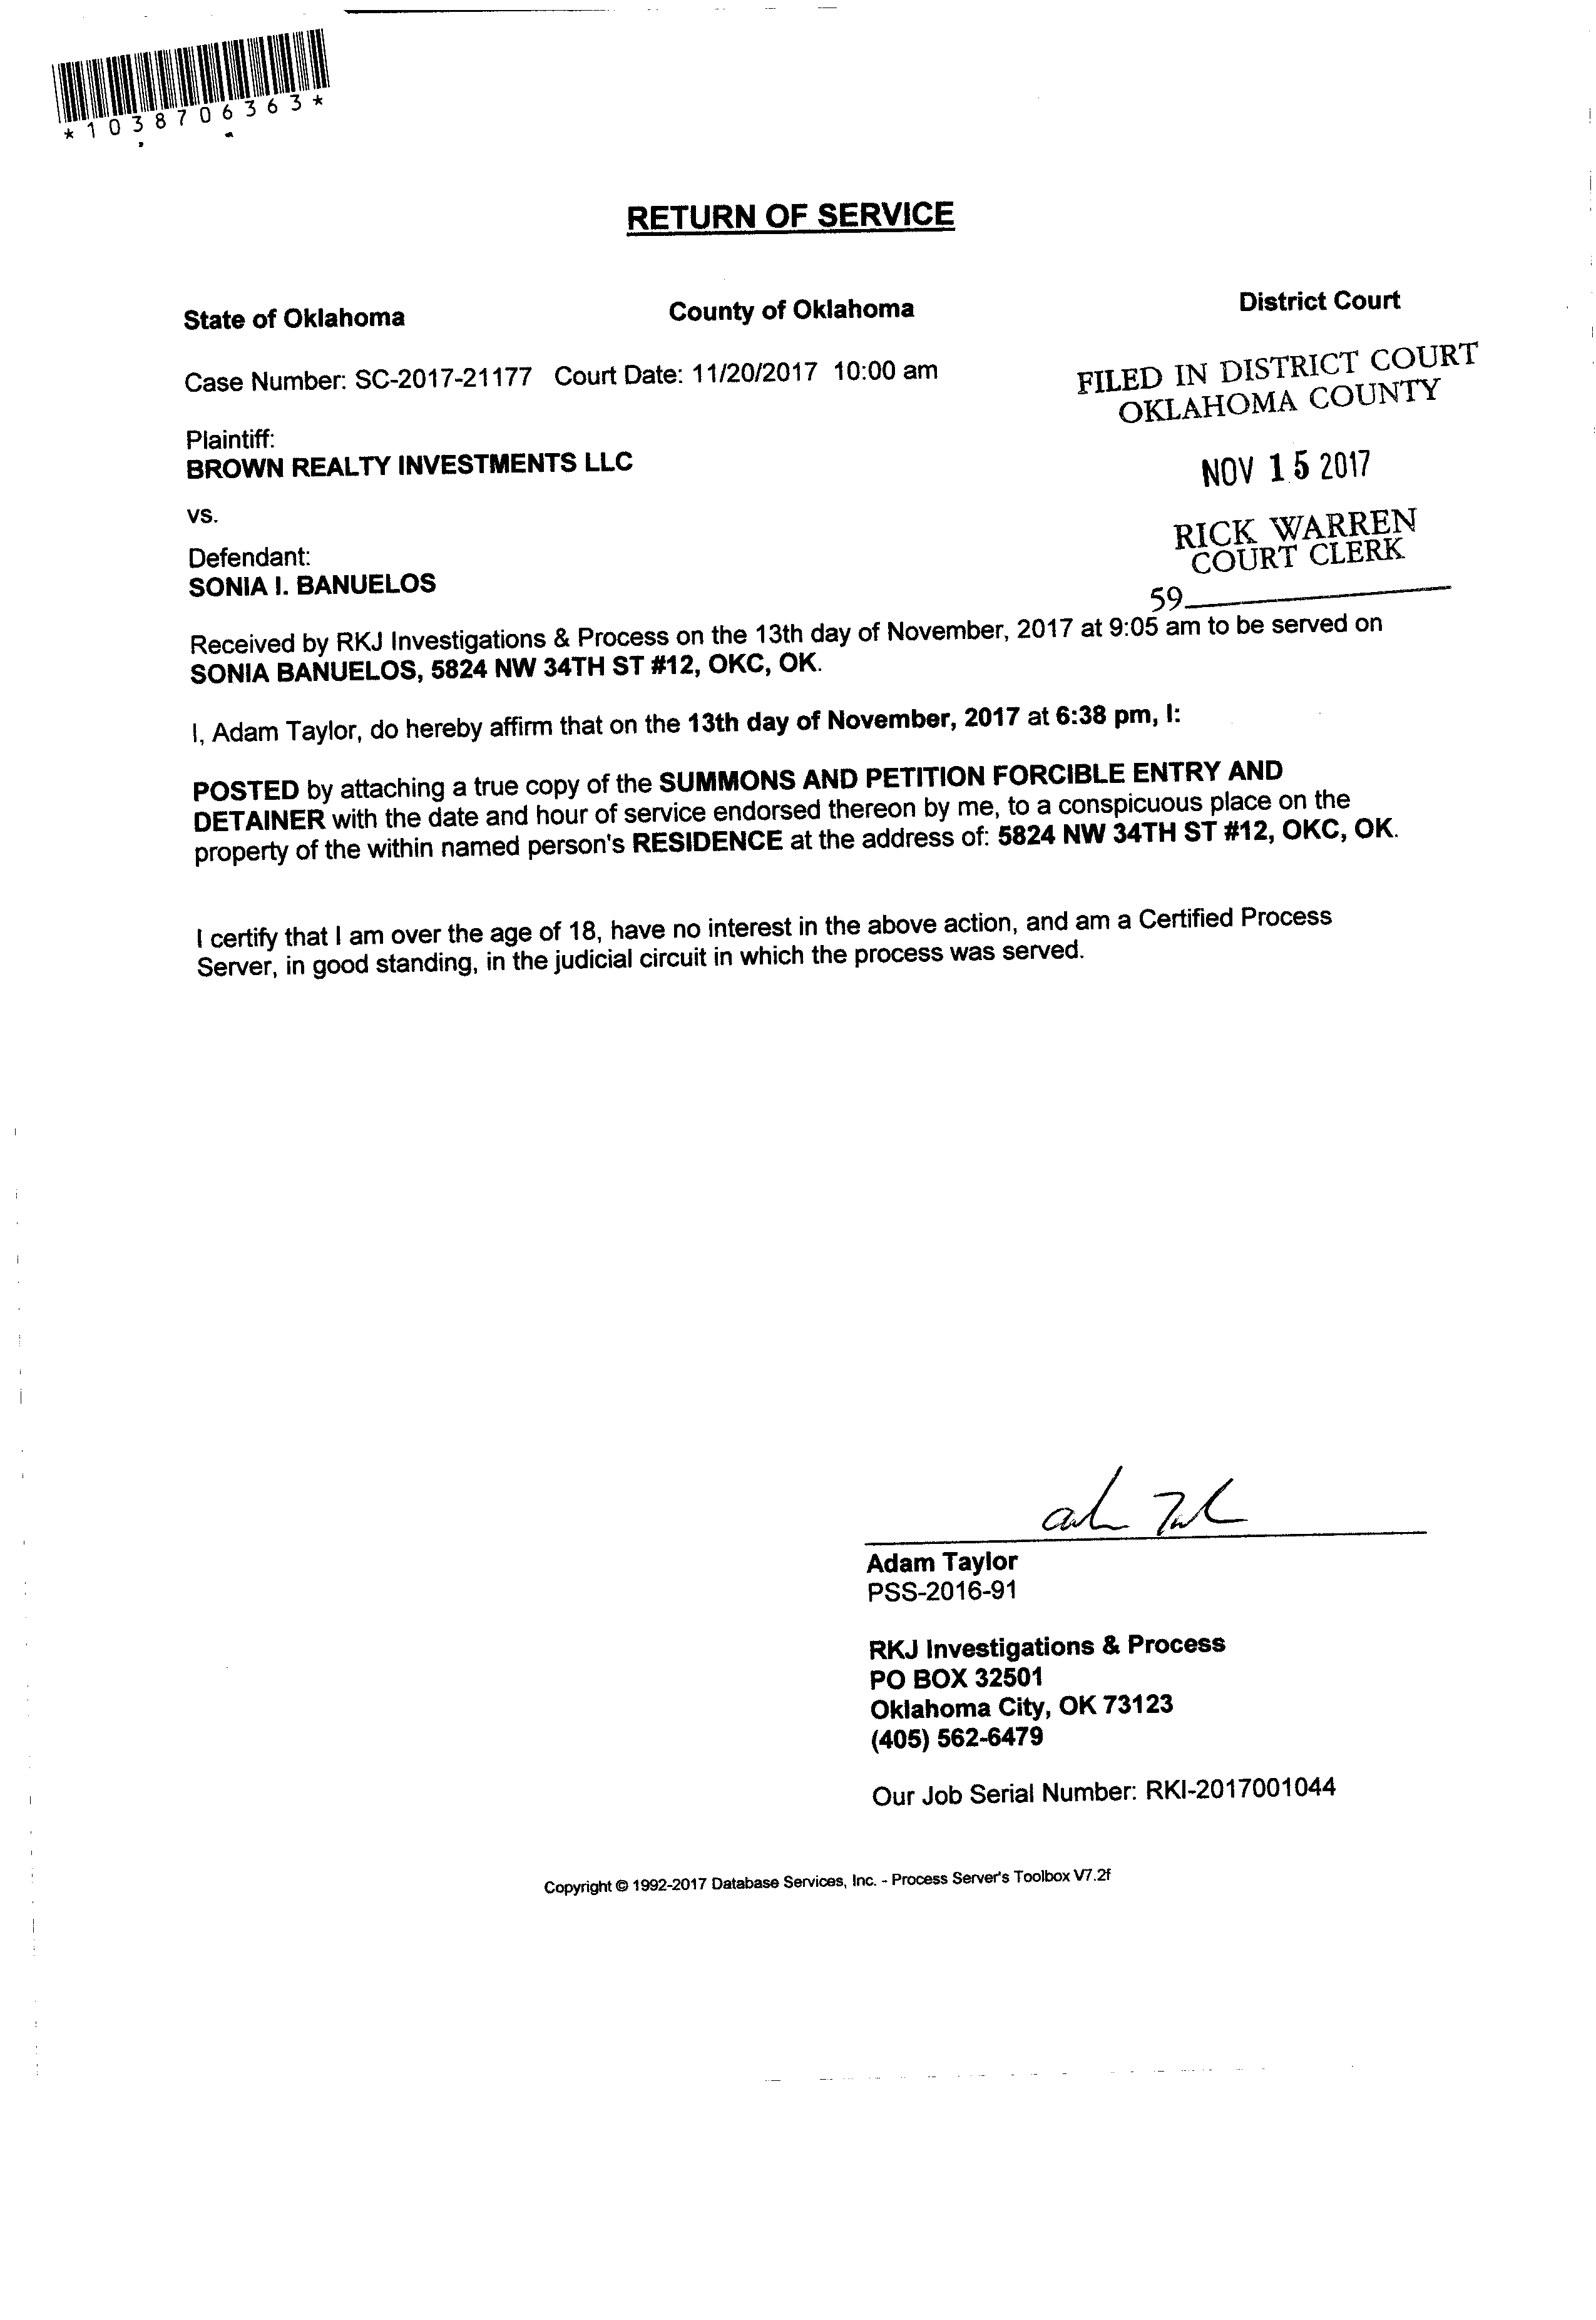 *1038706363*
RETURN OF SERVICE
State of Oklahoma County of Oklahoma District Court
Case Number: SC-2017-21177 Court Date: 11/20/2017 10:00 am
FILED IN DISTRICT COURT
OKLAHOMA COUNTY
Plaintiff:
BROWN REALTY INVESTMENTS LLC
NOV 15 2017
vs.
RICK WARREN
COURT CLERK
Defendant:
SONIA I. BANUELOS
59
Received by RKJ Investigations & Process on the 13th day of November, 2017 at 9:05 am to be served on
SONIA BANUELOS, 5824 NW 34TH ST #12, OKC, OK.
I, Adam Taylor, do hereby affirm that on the 13th day of November, 2017 at 6:38 pm, I:
POSTED by attaching a true copy of the SUMMONS AND PETITION FORCIBLE ENTRY AND
DETAINER with the date and hour of service endorsed thereon by me, to a conspicuous place on the
property of the within named person's RESIDENCE at the address of: 5824 NW 34TH ST #12, OKC, OK.
I certify that I am over the age of 18, have no interest in the above action, and am a Certified Process
Server, in good standing, in the judicial circuit in which the process was served.
Adam Taylor
PSS-2016-91
RKJ Investigations & Process
PO BOX 32501
Oklahoma City, OK 73123
(405) 562-6479
Our Job Serial Number: RKI-2017001044
Copyright © 1992-2017 Database Services, Inc. - Process Server's Toolbox V7.2f